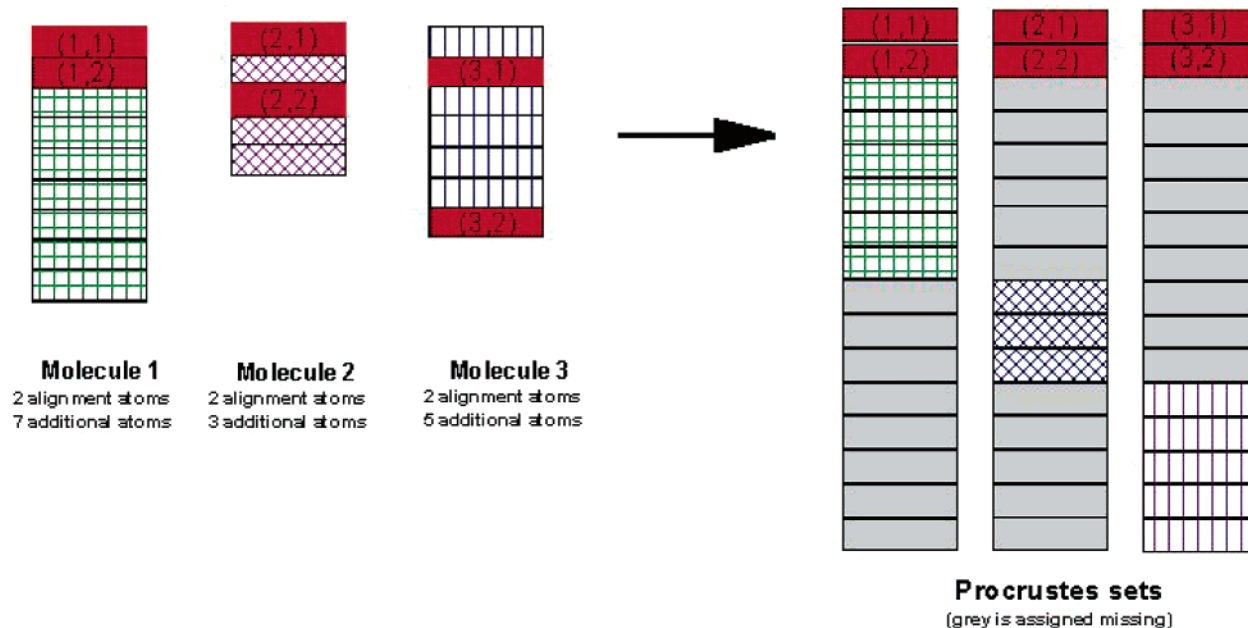 (1,1)
(1,2)
(2,1)
(2,2)
(3,1)
(3,2)
Molecule 1
2 alignment atoms
7 additional atoms
Molecule 2
2 alignment atoms
3 additional atoms
Molecule 3
2 alignment atoms
5 additional atoms
(1,1) (2,1) (3,1)
(1,2) (2,2) (3,2)
Procrustes sets
(grey is assigned missing)